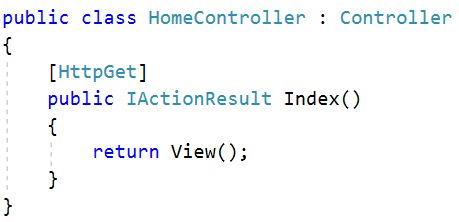 public class HomeController : Controller
{
    [HttpGet]
    public IActionResult Index()
    {
        return View();
    }
}